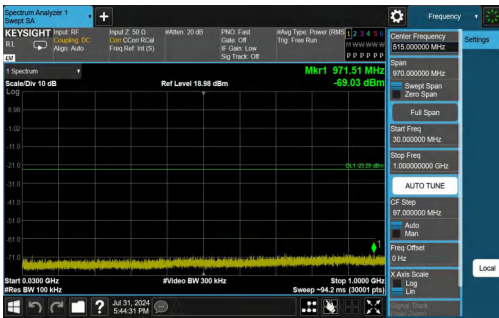 Spectrum Analyzer 1
Swept SA
+
Frequency
KEYSIGHT
RL
Input: RF
Coupling: DC
Align: Auto
Input Z: 50 Ω
Corr CCorr RCal
Freq Ref: Int (S)
#Atten: 20 dB
PNO: Fast
Gate: Off
IF Gain: Low
Sig Track: Off
#Avg Type: Power (RMS)
Trig: Free Run
1 2 3 4 5 6
M W W W W W
P P P P P P
1 Spectrum
Scale/Div 10 dB
Log
Ref Level 18.98 dBm
Mkr1 971.51 MHz
-69.03 dBm
8.98
-1.02
-11.0
-21.0
DL1 -23.29 dBm
-31.0
-41.0
-51.0
-61.0
-71.0
1
Start 0.0300 GHz
#Res BW 100 kHz
#Video BW 300 kHz
Stop 1.0000 GHz
Sweep ~94.2 ms (30001 pts)
Jul 31, 2024
5:44:31 PM
?
Center Frequency
515.000000 MHz
Settings
Span
970.000000 MHz
Swept Span
Zero Span
Full Span
Start Freq
30.000000 MHz
Stop Freq
1.000000000 GHz
AUTO TUNE
CF Step
97.000000 MHz
Auto
Man
Freq Offset
0 Hz
X Axis Scale
Log
Lin
Local
Signal Track